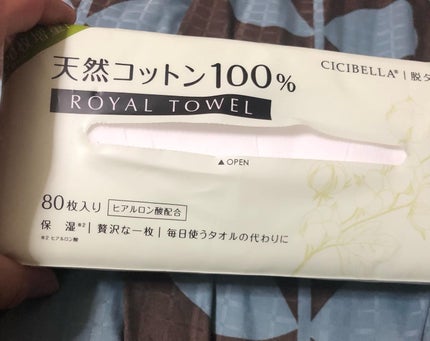 天然コットン100%
CICIBELLA® | 脱タ
ROYAL TOWEL
▲ OPEN
80枚入り ヒアルロン酸配合
保 湿※2 | 贅沢な一枚 | 毎日使うタオルの代わりに
※2 ヒアルロン酸